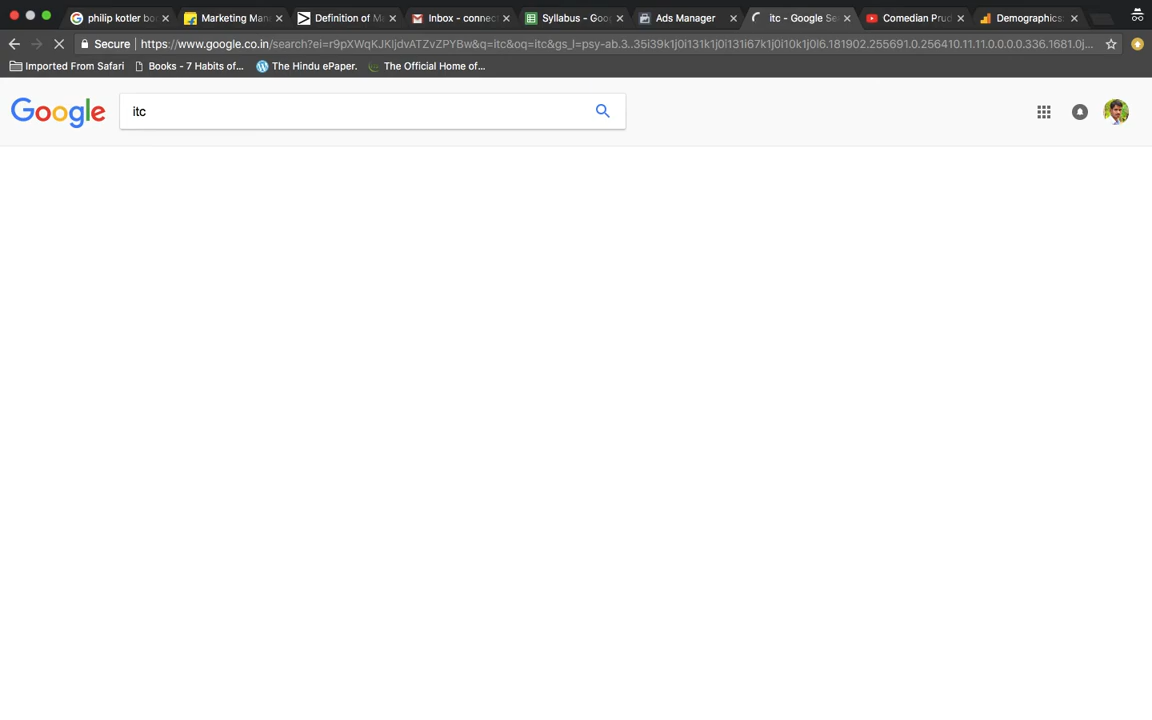 philip kotler bo
Marketing Man
Definition of M
Inbox - connec
Syllabus - Goo
Ads Manager
itc - Google Se
Comedian Prud
Demographics:
Secure
https://www.google.co.in/search?ei=r9pXWqKJKIjdvATZvZPYBw&q=itc&oq=itc&gs_l=psy-ab.3..35i39k1j0i131k1j0i131i67k1j0i10k1j0l6.181902.255691.0.256410.11.11.0.0.0.0.336.1681.0j...
Imported From Safari
Books - 7 Habits of...
The Hindu ePaper.
The Official Home of...
Google
itc